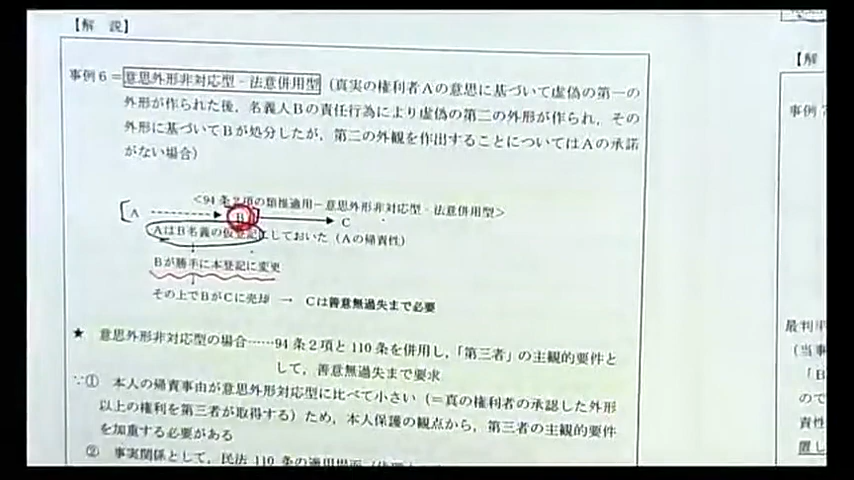 【解 説】
事例6=意思外形非対応型－法意併用型(真実の権利者Aの意思に基づいて虚偽の第一の
外形が作られた後,名義人Bの責任行為により虚偽の第二の外形が作られ,その
外形に基づいてBが処分したが,第二の外観を作出することについてはAの承諾
がない場合)
<94条2項の類推適用－意思外形非対応型－法意併用型>
A B C
AはB名義の仮登記にしておいた(Aの帰責性)
Bが勝手に本登記に変更
その上でBがCに売却 → Cは善意無過失まで必要
★ 意思外形非対応型の場合……94条2項と110条を併用し,「第三者」の主観的要件と
して,善意無過失まで要求
∵① 本人の帰責事由が意思外形対応型に比べて小さい(=真の権利者の承認した外形
以上の権利を第三者が取得する)ため,本人保護の観点から,第三者の主観的要件
を加重する必要がある
② 事実関係として,民法110条の適用場面
【解
事例
最判
(当事
「B
ので
責性
置し